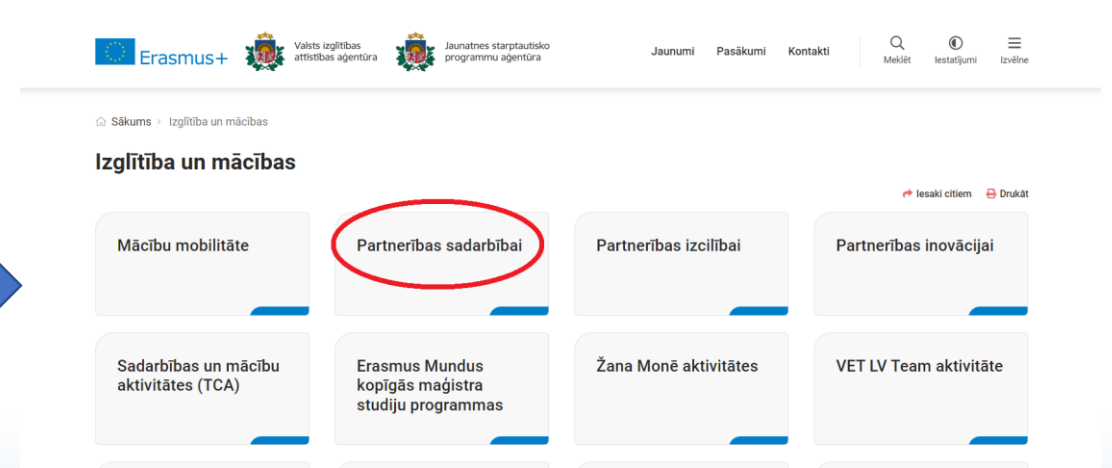 Erasmus+
Valsts izglītības
attīstības aģentūra
Jaunatnes starptautisko
programmu aģentūra
Jaunumi
Pasākumi
Kontakti
Meklēt
Iestatījumi
Izvēlne
Sākums > Izglītība un mācības
Izglītība un mācības
Iesaki citiem
Drukāt
Mācību mobilitāte
Partnerības sadarbībai
Partnerības izcilībai
Partnerības inovācijai
Sadarbības un mācību
aktivitātes (TCA)
Erasmus Mundus
kopīgās maģistra
studiju programmas
Žana Monē aktivitātes
VET LV Team aktivitāte